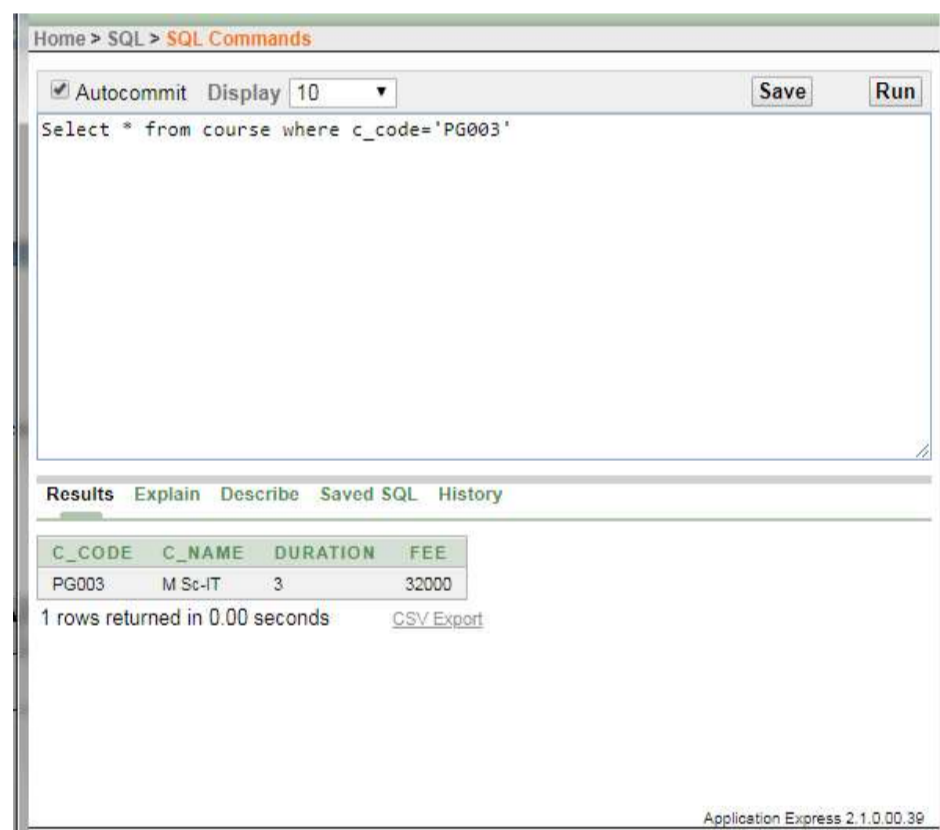 Home > SQL > SQL Commands
Autocommit Display 10 Save Run
Select * from course where c_code='PG003'
Results Explain Describe Saved SQL History
C_CODE C_NAME DURATION FEE
PG003 M Sc-IT 3 32000
1 rows returned in 0.00 seconds CSV Export
Application Express 2.1.0.00.39